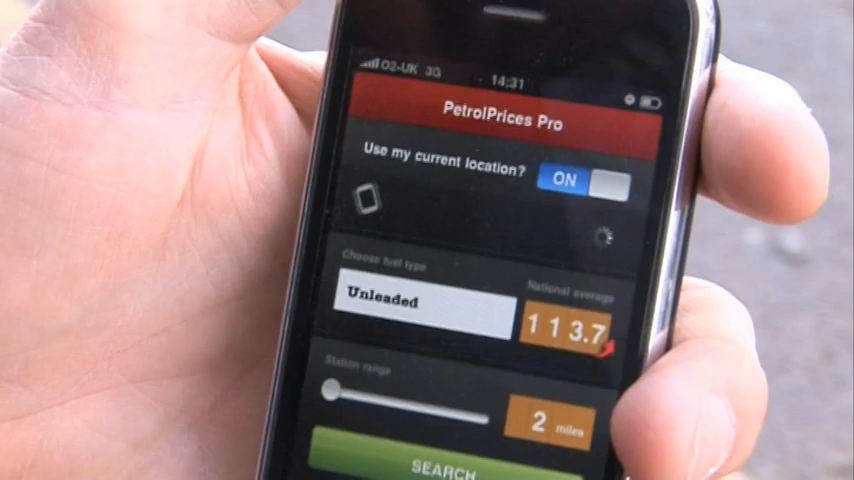 O2-UK 3G 14:31
PetrolPrices Pro
Use my current location? ON
Choose fuel type
National average
Unleaded
113.7
Station range
2 miles
SEARCH